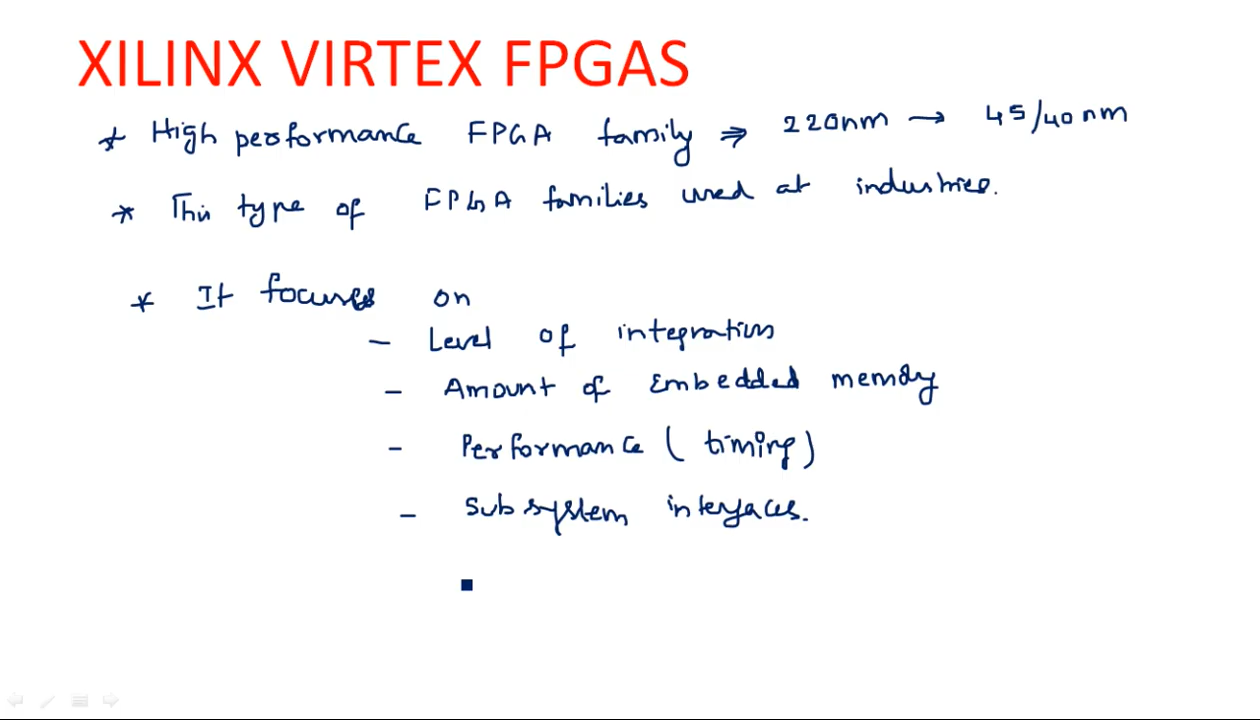 XILINX VIRTEX FPGAS
* High performance FPGA family ⇒ 220nm → 45/40nm
* This type of FPGA families used at industries.
* It focuses on
- Level of integration
- Amount of Embedded memory
- Performance (timing)
- Subsystem interfaces.